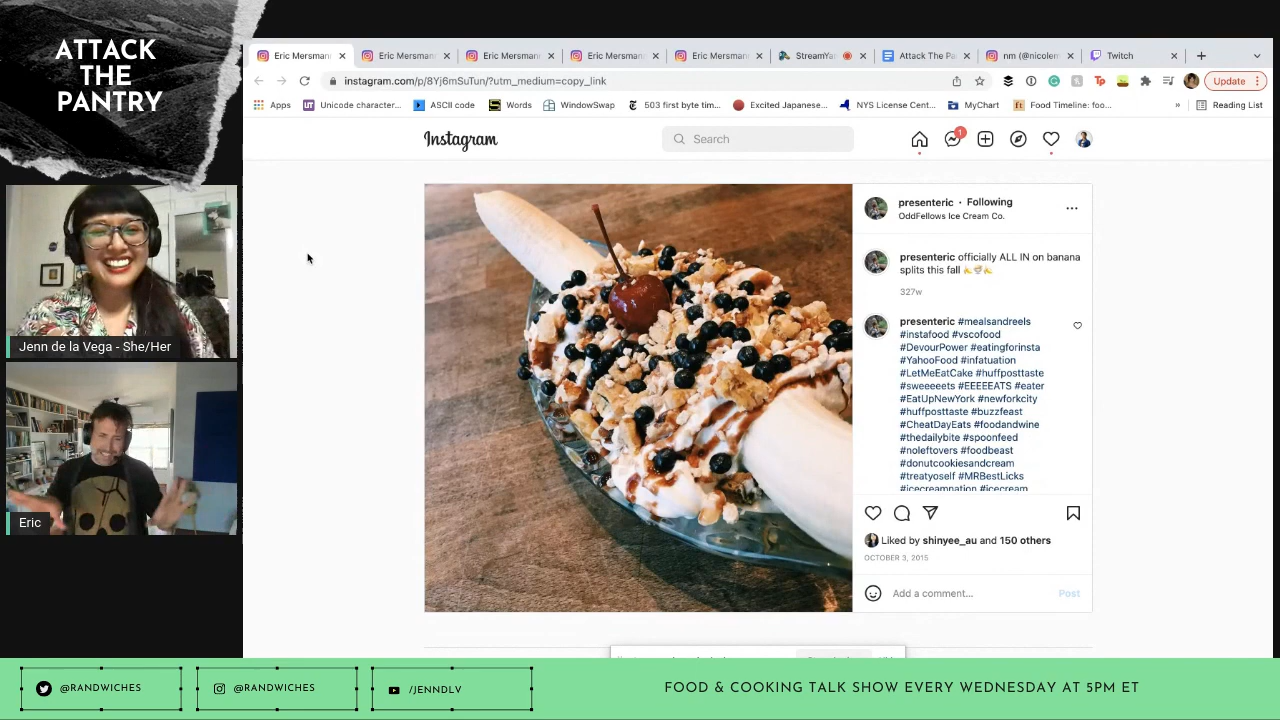 ATTACK
THE
PANTRY
Eric Mersman
Eric Mersman
Eric Mersman
Eric Mersman
Eric Mersman
StreamY
Attack The Pa
nm (@nicolem
Twitch
instagram.com/p/8Yj6mSuTun/?utm_medium=copy_link
Update
Apps
Unicode character...
ASCII code
Words
WindowSwap
503 first byte tim...
Excited Japanese...
NYS License Cent...
MyChart
Food Timeline: foo...
»
Reading List
Instagram
Search
1
Jenn de la Vega - She/Her
Eric
presenteric · Following
OddFellows Ice Cream Co.
presenteric officially ALL IN on banana
splits this fall 🍌🍨🍌
327w
presenteric #mealsandreels
#instafood #vscofood
#DevourPower #eatingforinsta
#YahooFood #infatuation
#LetMeEatCake #huffposttaste
#sweeeeets #EEEEEATS #eater
#EatUpNewYork #newforkcity
#huffposttaste #buzzfeast
#CheatDayEats #foodandwine
#thedailybite #spoonfeed
#noleftovers #foodbeast
#donutcookiesandcream
#treatyoself #MRBestLicks
#icecreamnation #icecream
Liked by shinyee_au and 150 others
OCTOBER 3, 2015
Add a comment...
Post
@RANDWICHES
@RANDWICHES
/JENNDLV
FOOD & COOKING TALK SHOW EVERY WEDNESDAY AT 5PM ET